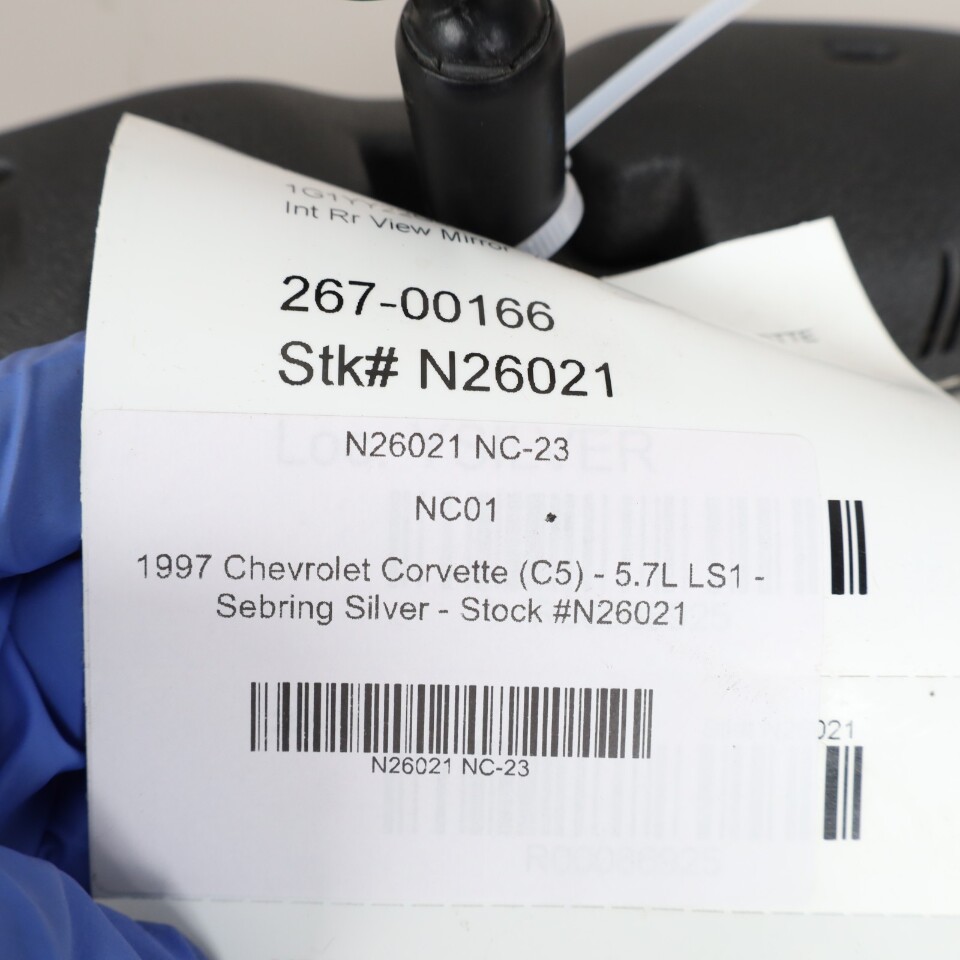 Int Rr View Mirror
267-00166
Stk# N26021
N26021 NC-23
NC01
1997 Chevrolet Corvette (C5) - 5.7L LS1 -
Sebring Silver - Stock #N26021
N26021 NC-23